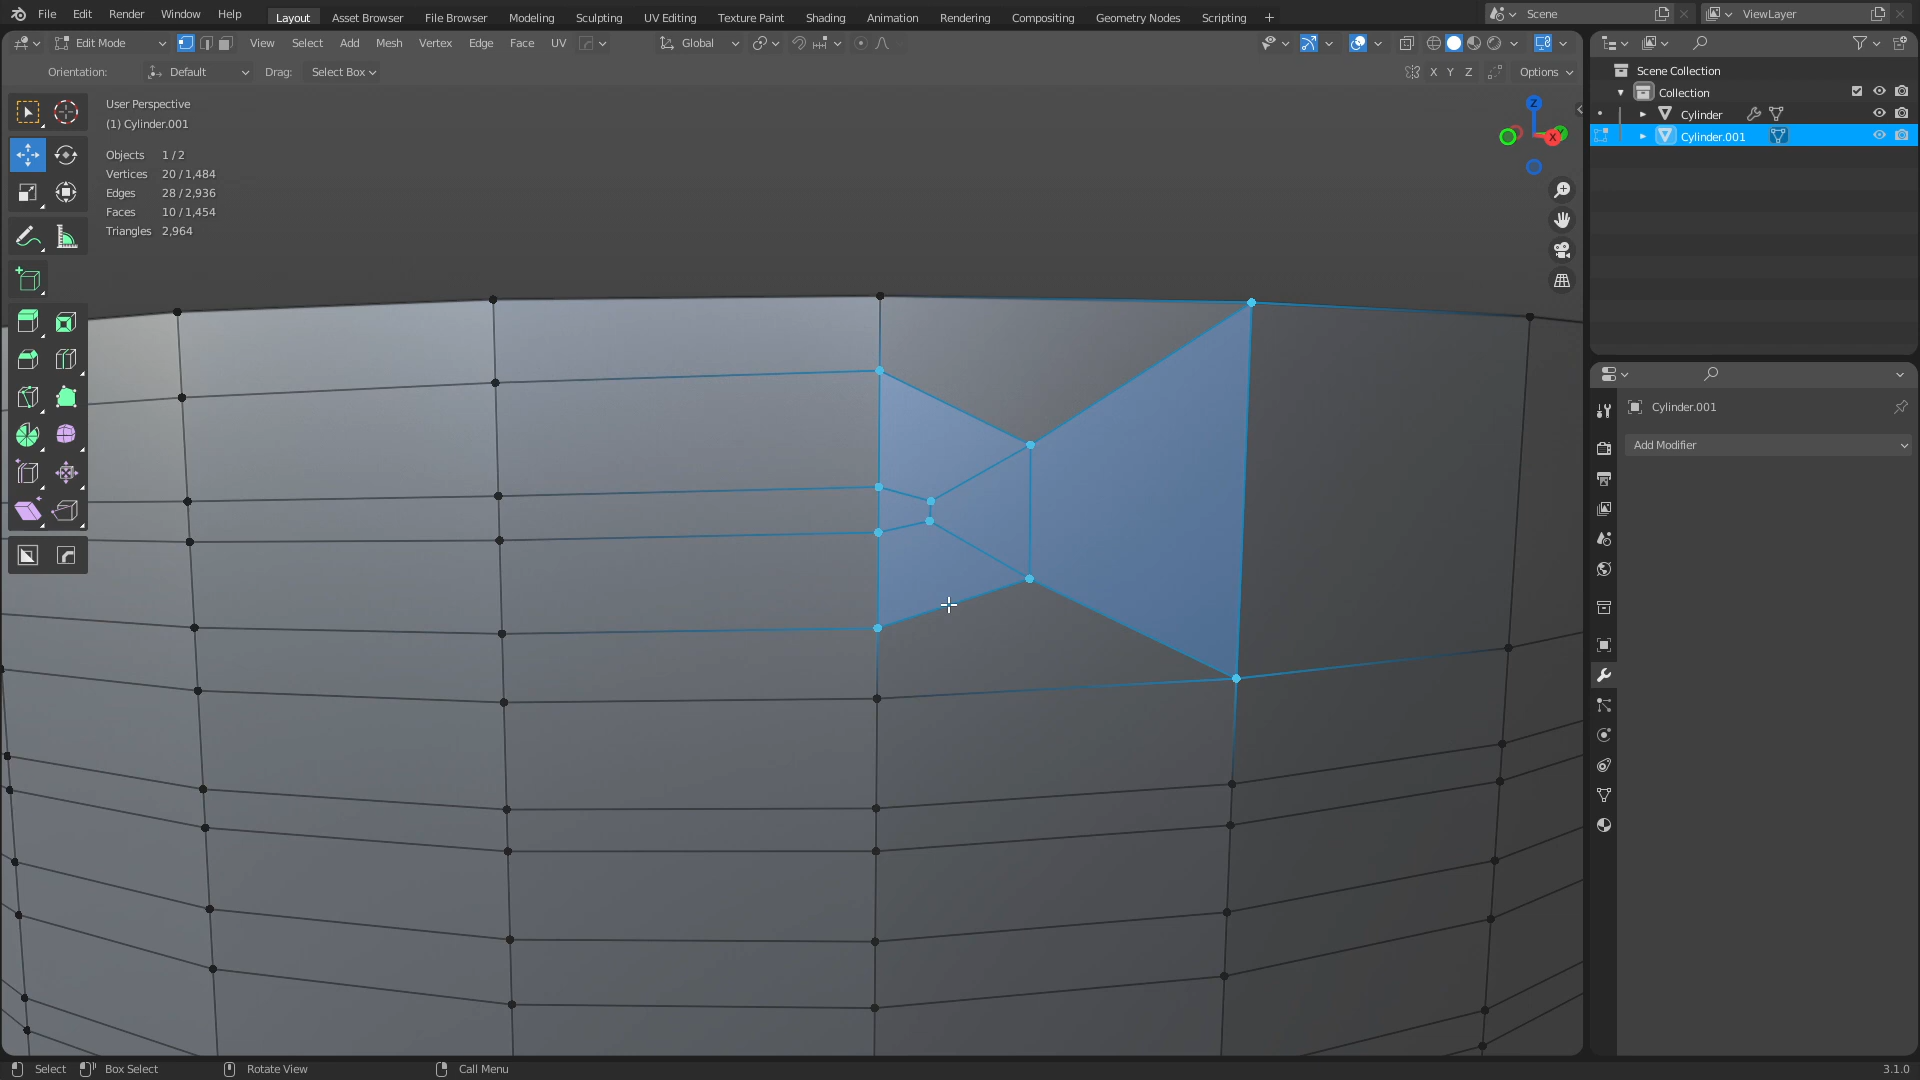 File Edit Render Window Help Layout Asset Browser File Browser Modeling Sculpting UV Editing Texture Paint Shading Animation Rendering Compositing Geometry Nodes Scripting + Scene ViewLayer
Edit Mode View Select Add Mesh Vertex Edge Face UV Global
Orientation: Default Drag: Select Box X Y Z Options
User Perspective
(1) Cylinder.001
Objects 1 / 2
Vertices 20 / 1,484
Edges 28 / 2,936
Faces 10 / 1,454
Triangles 2,964
Z
X
Y
Scene Collection
Collection
Cylinder
Cylinder.001
Cylinder.001
Add Modifier
Select Box Select Rotate View Call Menu 3.1.0